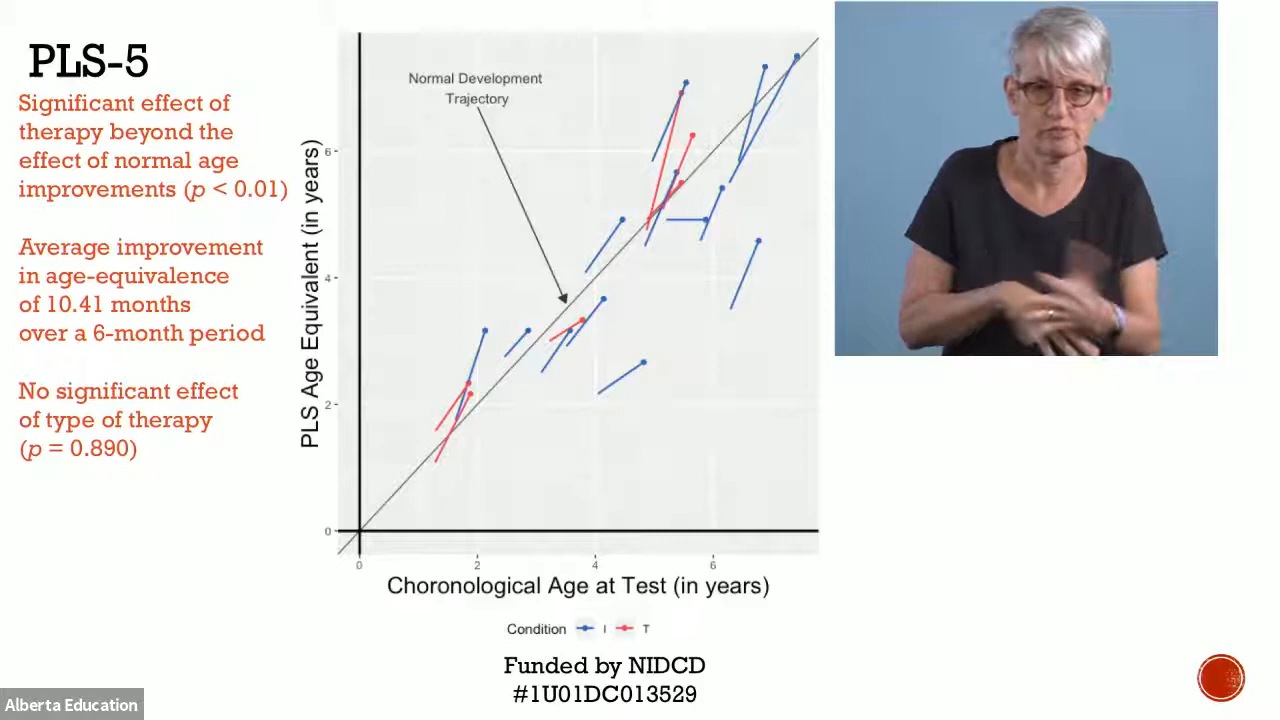 PLS-5
Significant effect of
therapy beyond the
effect of normal age
improvements (p < 0.01)
Average improvement
in age-equivalence
of 10.41 months
over a 6-month period
No significant effect
of type of therapy
(p = 0.890)
Normal Development
Trajectory
PLS Age Equivalent (in years)
6
4
2
0
0
2
4
6
Choronological Age at Test (in years)
Condition I T
Funded by NIDCD
#1U01DC013529
Alberta Education